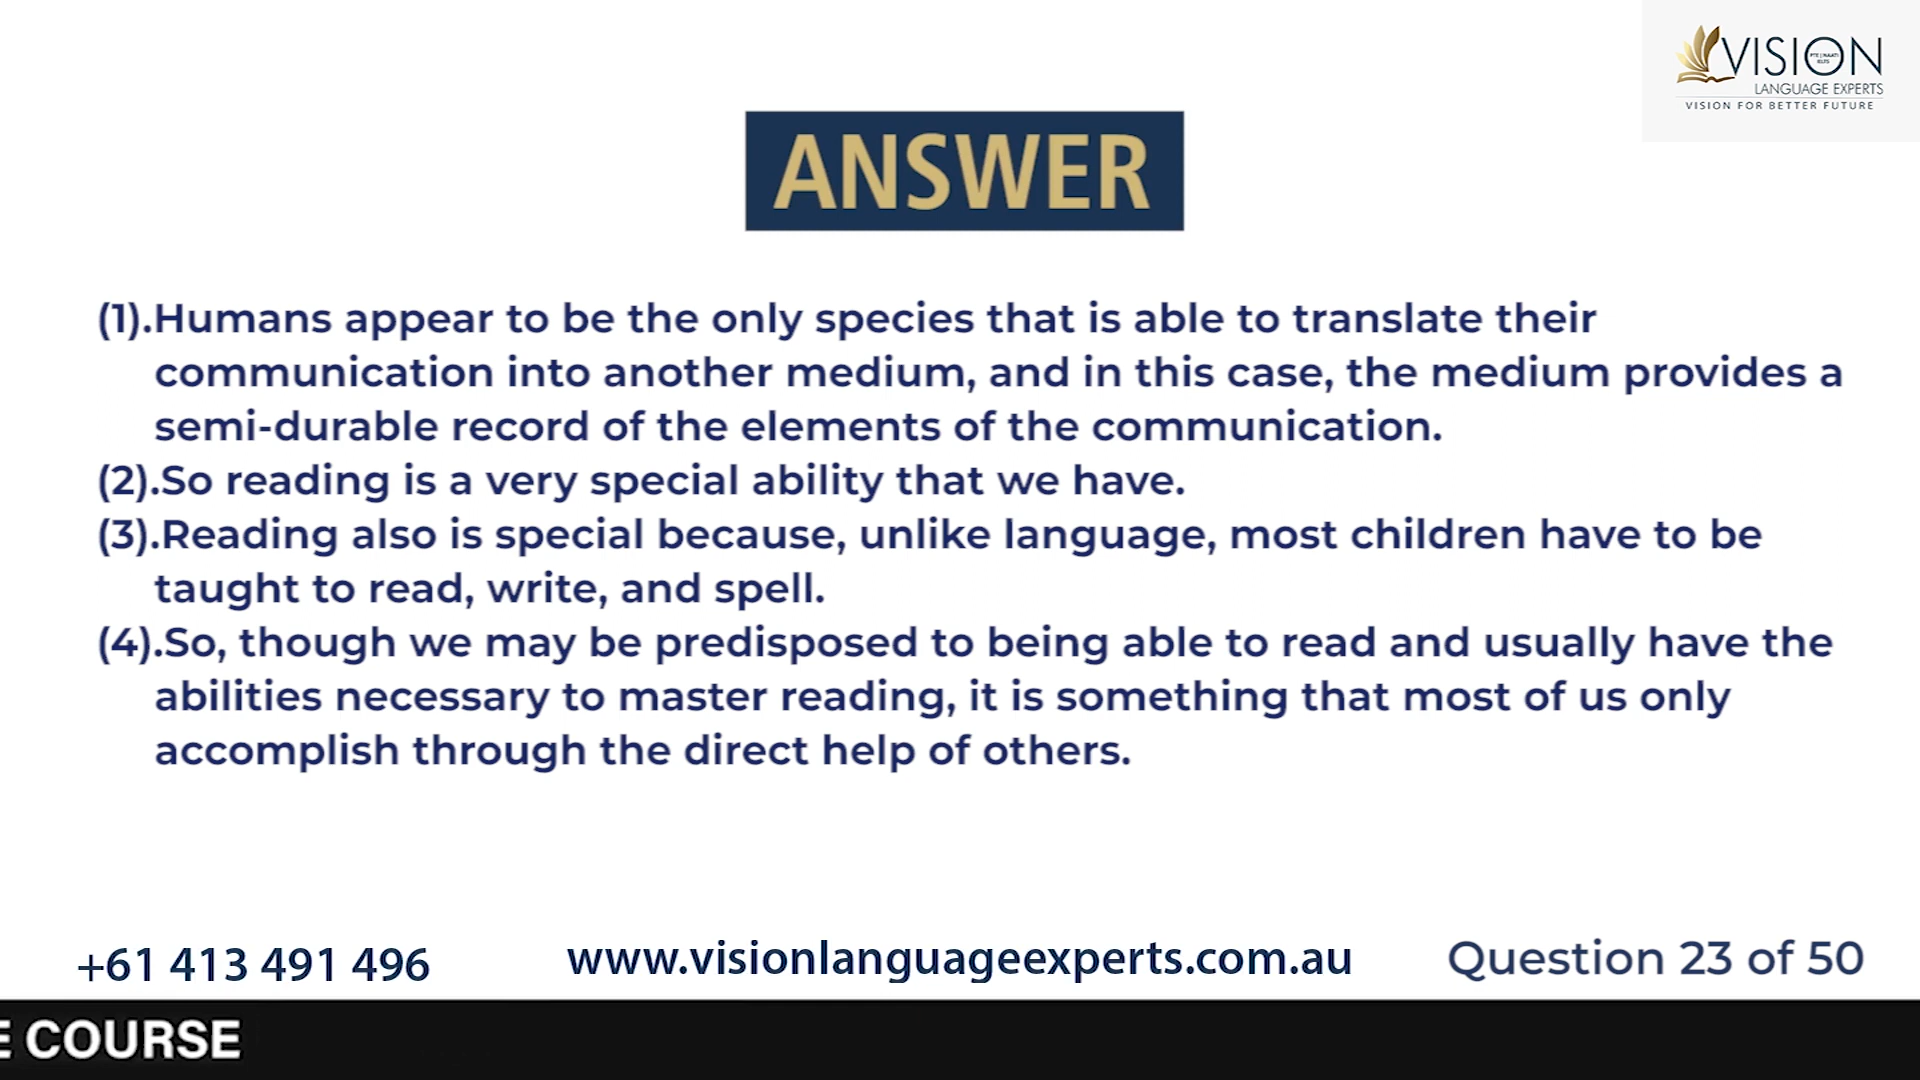 VISION
LANGUAGE EXPERTS
VISION FOR BETTER FUTURE
ANSWER
(1).Humans appear to be the only species that is able to translate their
communication into another medium, and in this case, the medium provides a
semi-durable record of the elements of the communication.
(2).So reading is a very special ability that we have.
(3).Reading also is special because, unlike language, most children have to be
taught to read, write, and spell.
(4).So, though we may be predisposed to being able to read and usually have the
abilities necessary to master reading, it is something that most of us only
accomplish through the direct help of others.
+61 413 491 496
www.visionlanguageexperts.com.au
Question 23 of 50
E COURSE